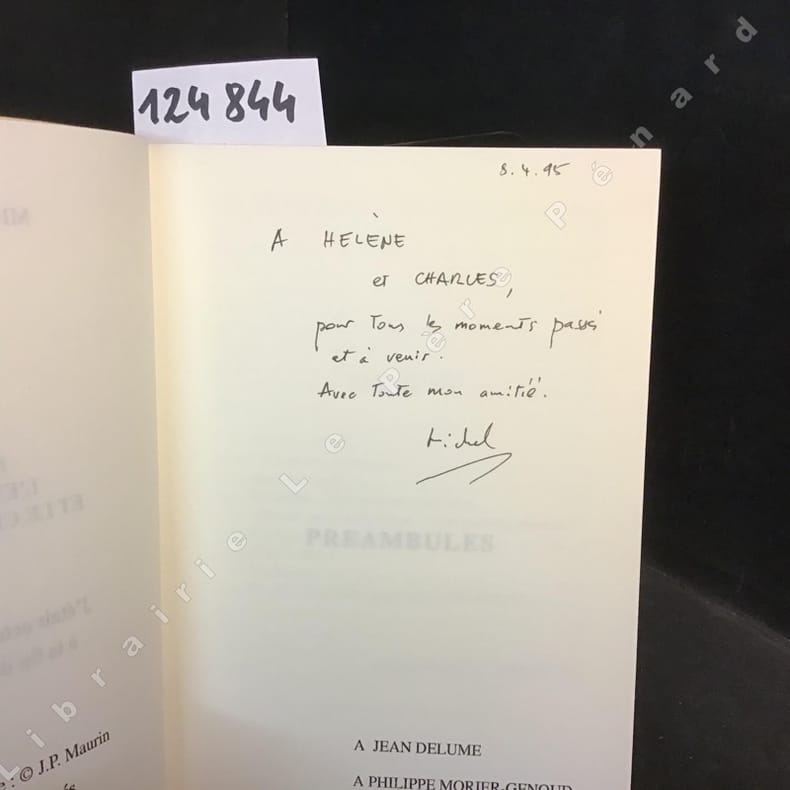 124 844
8.4.95
A HELÈNE
et CHARLES,
pour tous les moments passés
et à venir.
Avec toute mon amitié.
Michel
PREAMBULES
A JEAN DELUME
A PHILIPPE MORIER-GENOUD
: © J.P. Maurin
Librairie Le Père Pénard